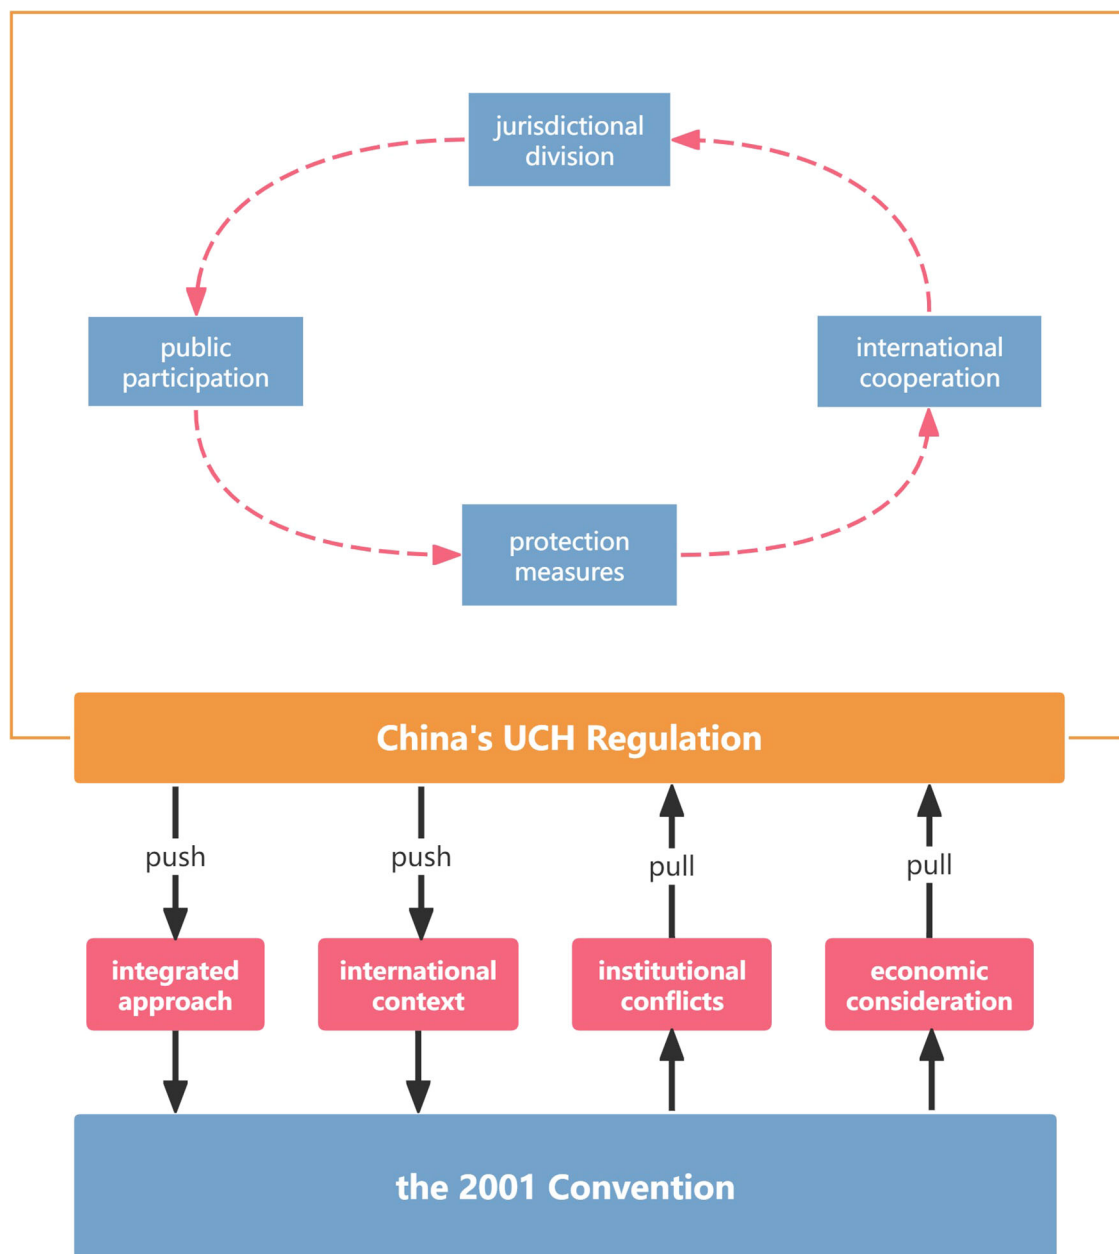 jurisdictional
division
public
participation
international
cooperation
protection
measures
China's UCH Regulation
push
push
pull
pull
integrated
approach
international
context
institutional
conflicts
economic
consideration
the 2001 Convention